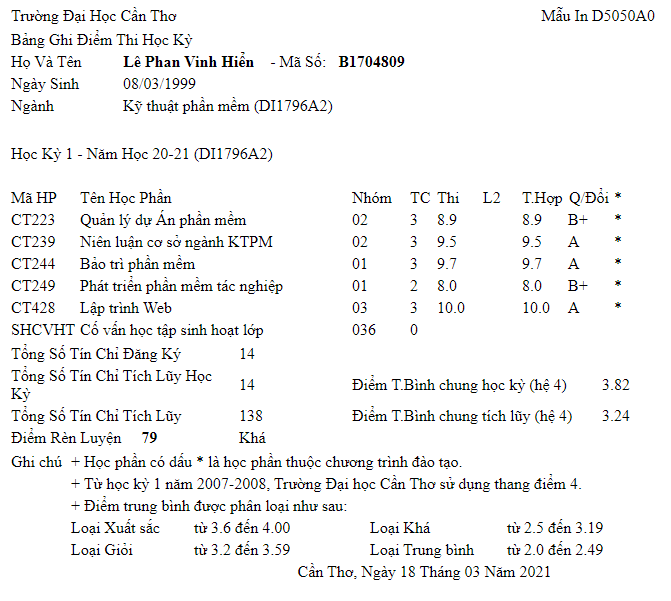 Trường Đại Học Cần Thơ Mẫu In D5050A0
Bảng Ghi Điểm Thi Học Kỳ
Họ Và Tên Lê Phan Vinh Hiển - Mã Số: B1704809
Ngày Sinh 08/03/1999
Ngành Kỹ thuật phần mềm (DI1796A2)
Học Kỳ 1 - Năm Học 20-21 (DI1796A2)
Mã HP Tên Học Phần Nhóm TC Thi L2 T.Hợp Q/Đổi *
CT223 Quản lý dự Án phần mềm 02 3 8.9 8.9 B+ *
CT239 Niên luận cơ sở ngành KTPM 02 3 9.5 9.5 A *
CT244 Bảo trì phần mềm 01 3 9.7 9.7 A *
CT249 Phát triển phần mềm tác nghiệp 01 2 8.0 8.0 B+ *
CT428 Lập trình Web 03 3 10.0 10.0 A *
SHCVHT Cố vấn học tập sinh hoạt lớp 036 0
Tổng Số Tín Chỉ Đăng Ký 14
Tổng Số Tín Chỉ Tích Lũy Học
Kỳ 14 Điểm T.Bình chung học kỳ (hệ 4) 3.82
Tổng Số Tín Chỉ Tích Lũy 138 Điểm T.Bình chung tích lũy (hệ 4) 3.24
Điểm Rèn Luyện 79 Khá
Ghi chú + Học phần có dấu * là học phần thuộc chương trình đào tạo.
+ Từ học kỳ 1 năm 2007-2008, Trường Đại học Cần Thơ sử dụng thang điểm 4.
+ Điểm trung bình được phân loại như sau:
Loại Xuất sắc từ 3.6 đến 4.00 Loại Khá từ 2.5 đến 3.19
Loại Giỏi từ 3.2 đến 3.59 Loại Trung bình từ 2.0 đến 2.49
Cần Thơ, Ngày 18 Tháng 03 Năm 2021